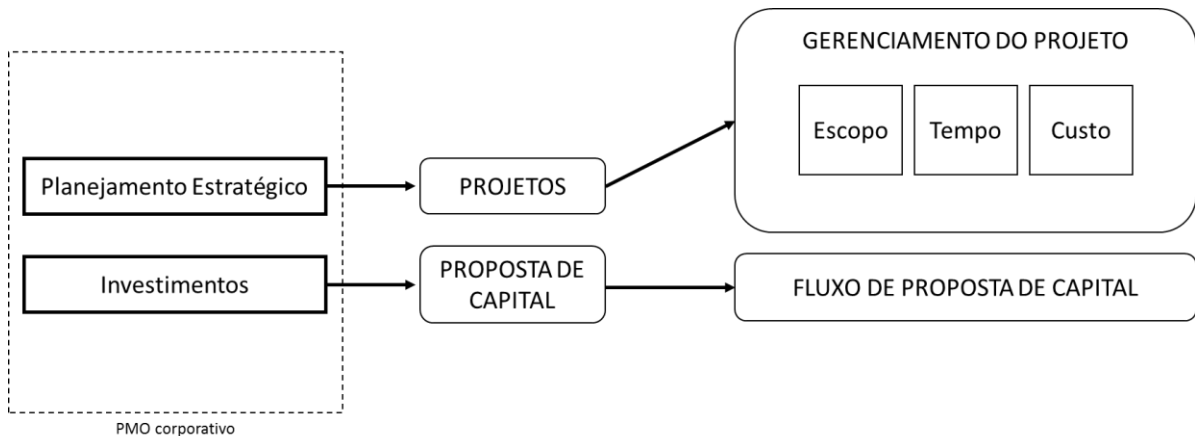 GERENCIAMENTO DO PROJETO
Escopo
Tempo
Custo
Planejamento Estratégico
PROJETOS
Investimentos
PROPOSTA DE
CAPITAL
FLUXO DE PROPOSTA DE CAPITAL
PMO corporativo